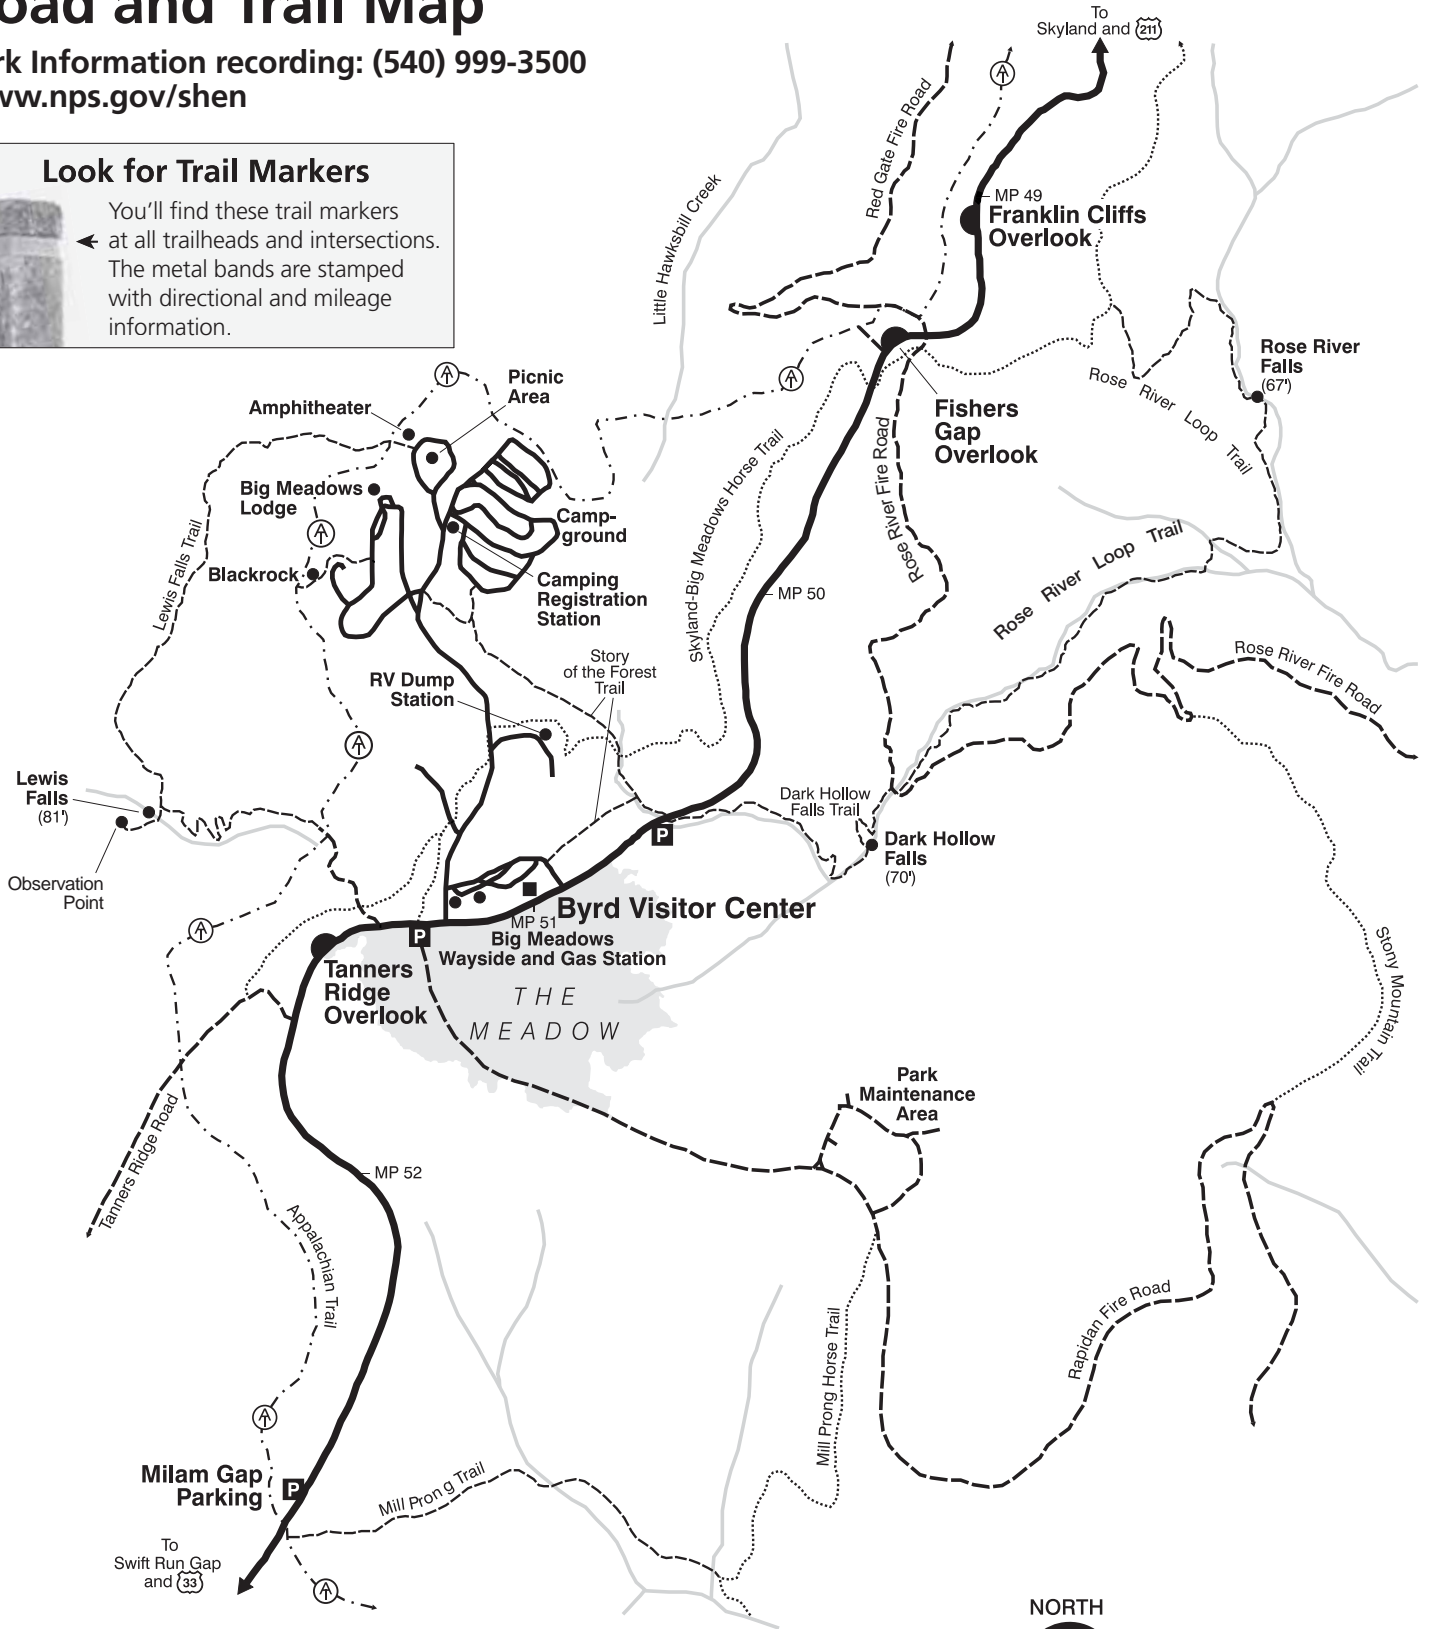 oad and Trail Map
rk Information recording: (540) 999-3500
ww.nps.gov/shen
Look for Trail Markers
You'll find these trail markers
at all trailheads and intersections.
The metal bands are stamped
with directional and mileage
information.
To
Skyland and 211
Red Gate Fire Road
MP 49
Franklin Cliffs
Overlook
Little Hawksbill Creek
Rose River
Falls
(67')
Rose River Loop Trail
Fishers
Gap
Overlook
Picnic
Area
Amphitheater
Big Meadows
Lodge
Camp-
ground
Blackrock
Camping
Registration
Station
Lewis Falls Trail
Skyland-Big Meadows Horse Trail
Rose River Fire Road
Rose River Loop Trail
MP 50
Story
of the Forest
Trail
RV Dump
Station
Rose River Fire Road
Lewis
Falls
(81')
Observation
Point
Dark Hollow
Falls Trail
Dark Hollow
Falls
(70')
Byrd Visitor Center
P
P
MP 51
Big Meadows
Wayside and Gas Station
Tanners
Ridge
Overlook
THE
MEADOW
Stony Mountain Trail
Park
Maintenance
Area
Tanners Ridge Road
MP 52
Appalachian Trail
Rapidan Fire Road
Mill Prong Horse Trail
Milam Gap
Parking
P
Mill Prong Trail
To
Swift Run Gap
and 33
NORTH